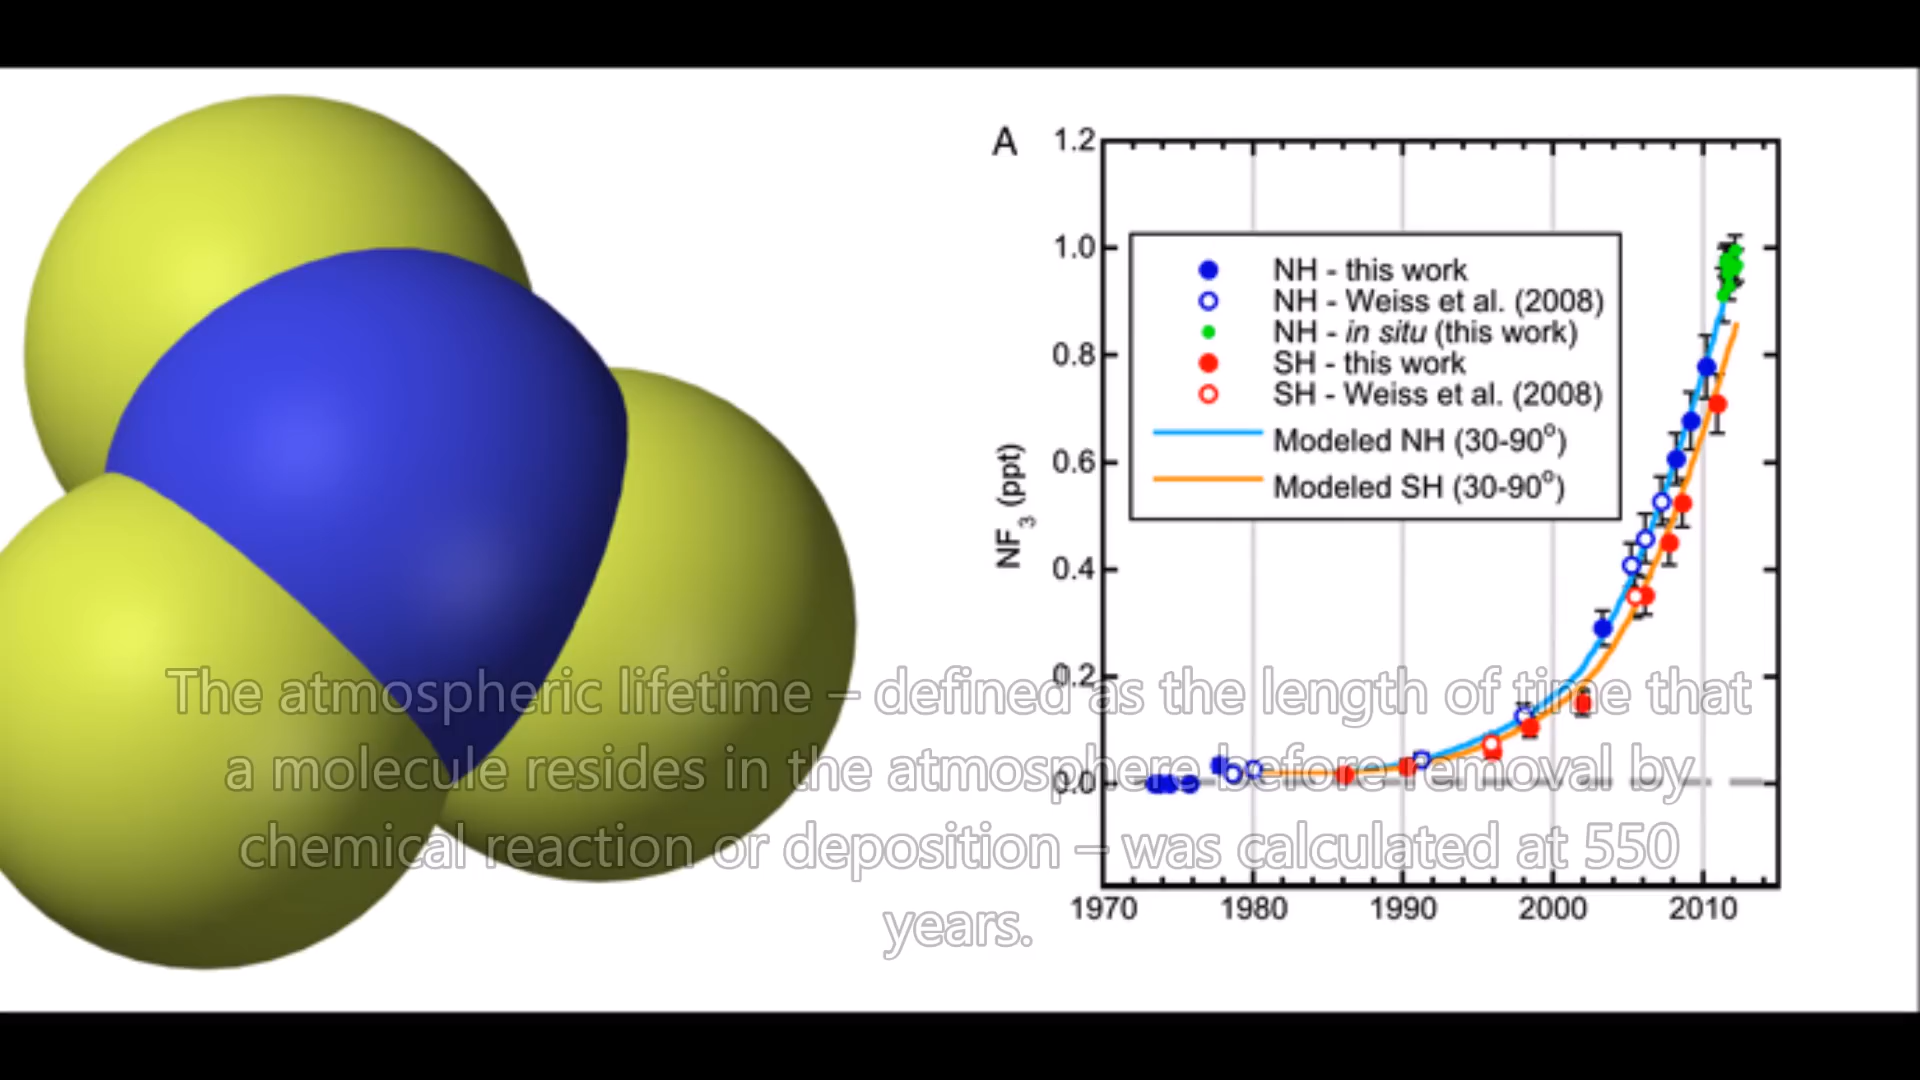 A
1.2
1.0
0.8
0.6
0.4
0.2
0.0
NF3 (ppt)
NH - this work
NH - Weiss et al. (2008)
NH - in situ (this work)
SH - this work
SH - Weiss et al. (2008)
Modeled NH (30-90°)
Modeled SH (30-90°)
1970 1980 1990 2000 2010
The atmospheric lifetime – defined as the length of time that
a molecule resides in the atmosphere before removal by
chemical reaction or deposition – was calculated at 550
years.